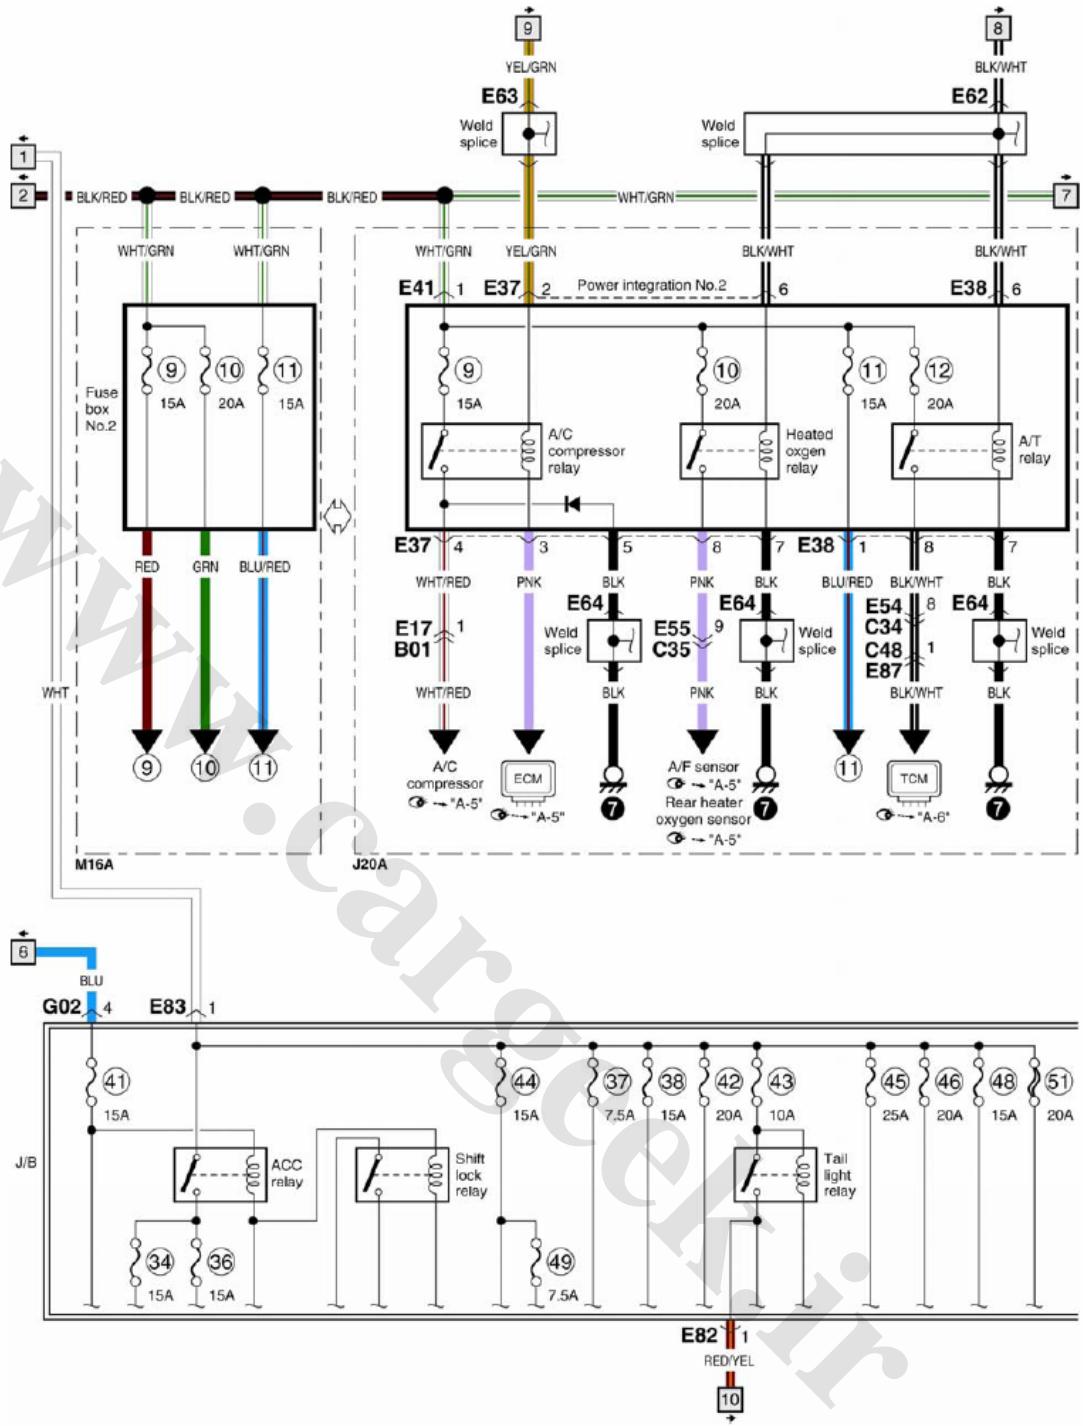 9
8
YEL/GRN
BLK/WHT
E63
E62
Weld
splice
Weld
splice
1
2
BLK/RED
BLK/RED
BLK/RED
WHT/GRN
7
WHT/GRN
WHT/GRN
WHT/GRN
YEL/GRN
BLK/WHT
BLK/WHT
E41 1
E37 2
Power integration No.2
6
E38 6
Fuse
box
No.2
9
15A
10
20A
11
15A
9
15A
10
20A
11
15A
12
20A
A/C
compressor
relay
Heated
oxgen
relay
A/T
relay
E37 4
3
5
8
7
E38 1
8
7
RED
GRN
BLU/RED
WHT/RED
PNK
BLK
PNK
BLK
BLU/RED
BLK/WHT
BLK
E17 1
B01
E64
Weld
splice
E55 9
C35
E64
Weld
splice
E54 8
C34
C48 1
E87
E64
Weld
splice
WHT
WHT/RED
BLK
PNK
BLK
BLK/WHT
BLK
9
10
11
A/C
compressor
"A-5"
ECM
"A-5"
7
A/F sensor
"A-5"
Rear heater
oxygen sensor
"A-5"
7
11
TCM
"A-6"
7
M16A
J20A
6
BLU
G02 4
E83 1
J/B
41
15A
44
15A
37
7.5A
38
15A
42
20A
43
10A
45
25A
46
20A
48
15A
51
20A
ACC
relay
Shift
lock
relay
Tail
light
relay
34
15A
36
15A
49
7.5A
E82 1
RED/YEL
10
www.cargeek.ir